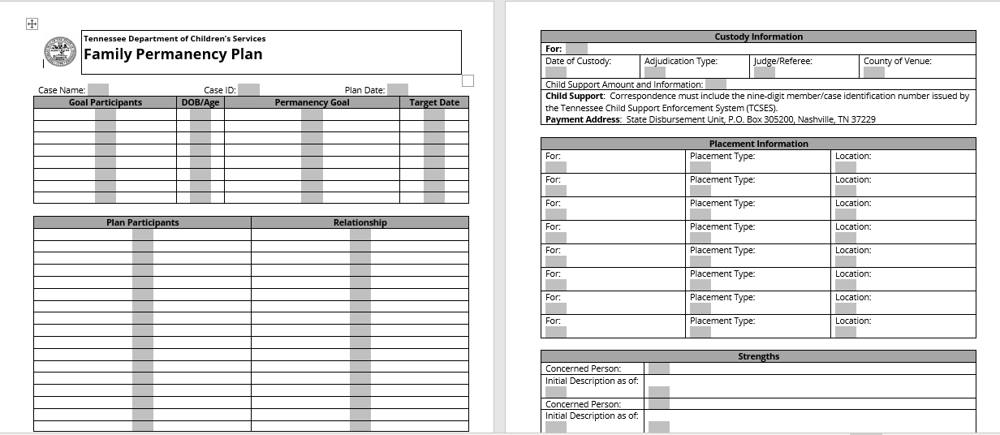 Tennessee Department of Children's Services
Family Permanency Plan
Case Name: Case ID: Plan Date:
Goal Participants DOB/Age Permanency Goal Target Date
Plan Participants Relationship
Custody Information
For:
Date of Custody: Adjudication Type: Judge/Referee: County of Venue:
Child Support Amount and Information:
Child Support: Correspondence must include the nine-digit member/case identification number issued by
the Tennessee Child Support Enforcement System (TCSES).
Payment Address: State Disbursement Unit, P.O. Box 305200, Nashville, TN 37229
Placement Information
For: Placement Type: Location:
For: Placement Type: Location:
For: Placement Type: Location:
For: Placement Type: Location:
For: Placement Type: Location:
For: Placement Type: Location:
For: Placement Type: Location:
For: Placement Type: Location:
Strengths
Concerned Person:
Initial Description as of:
Concerned Person:
Initial Description as of: